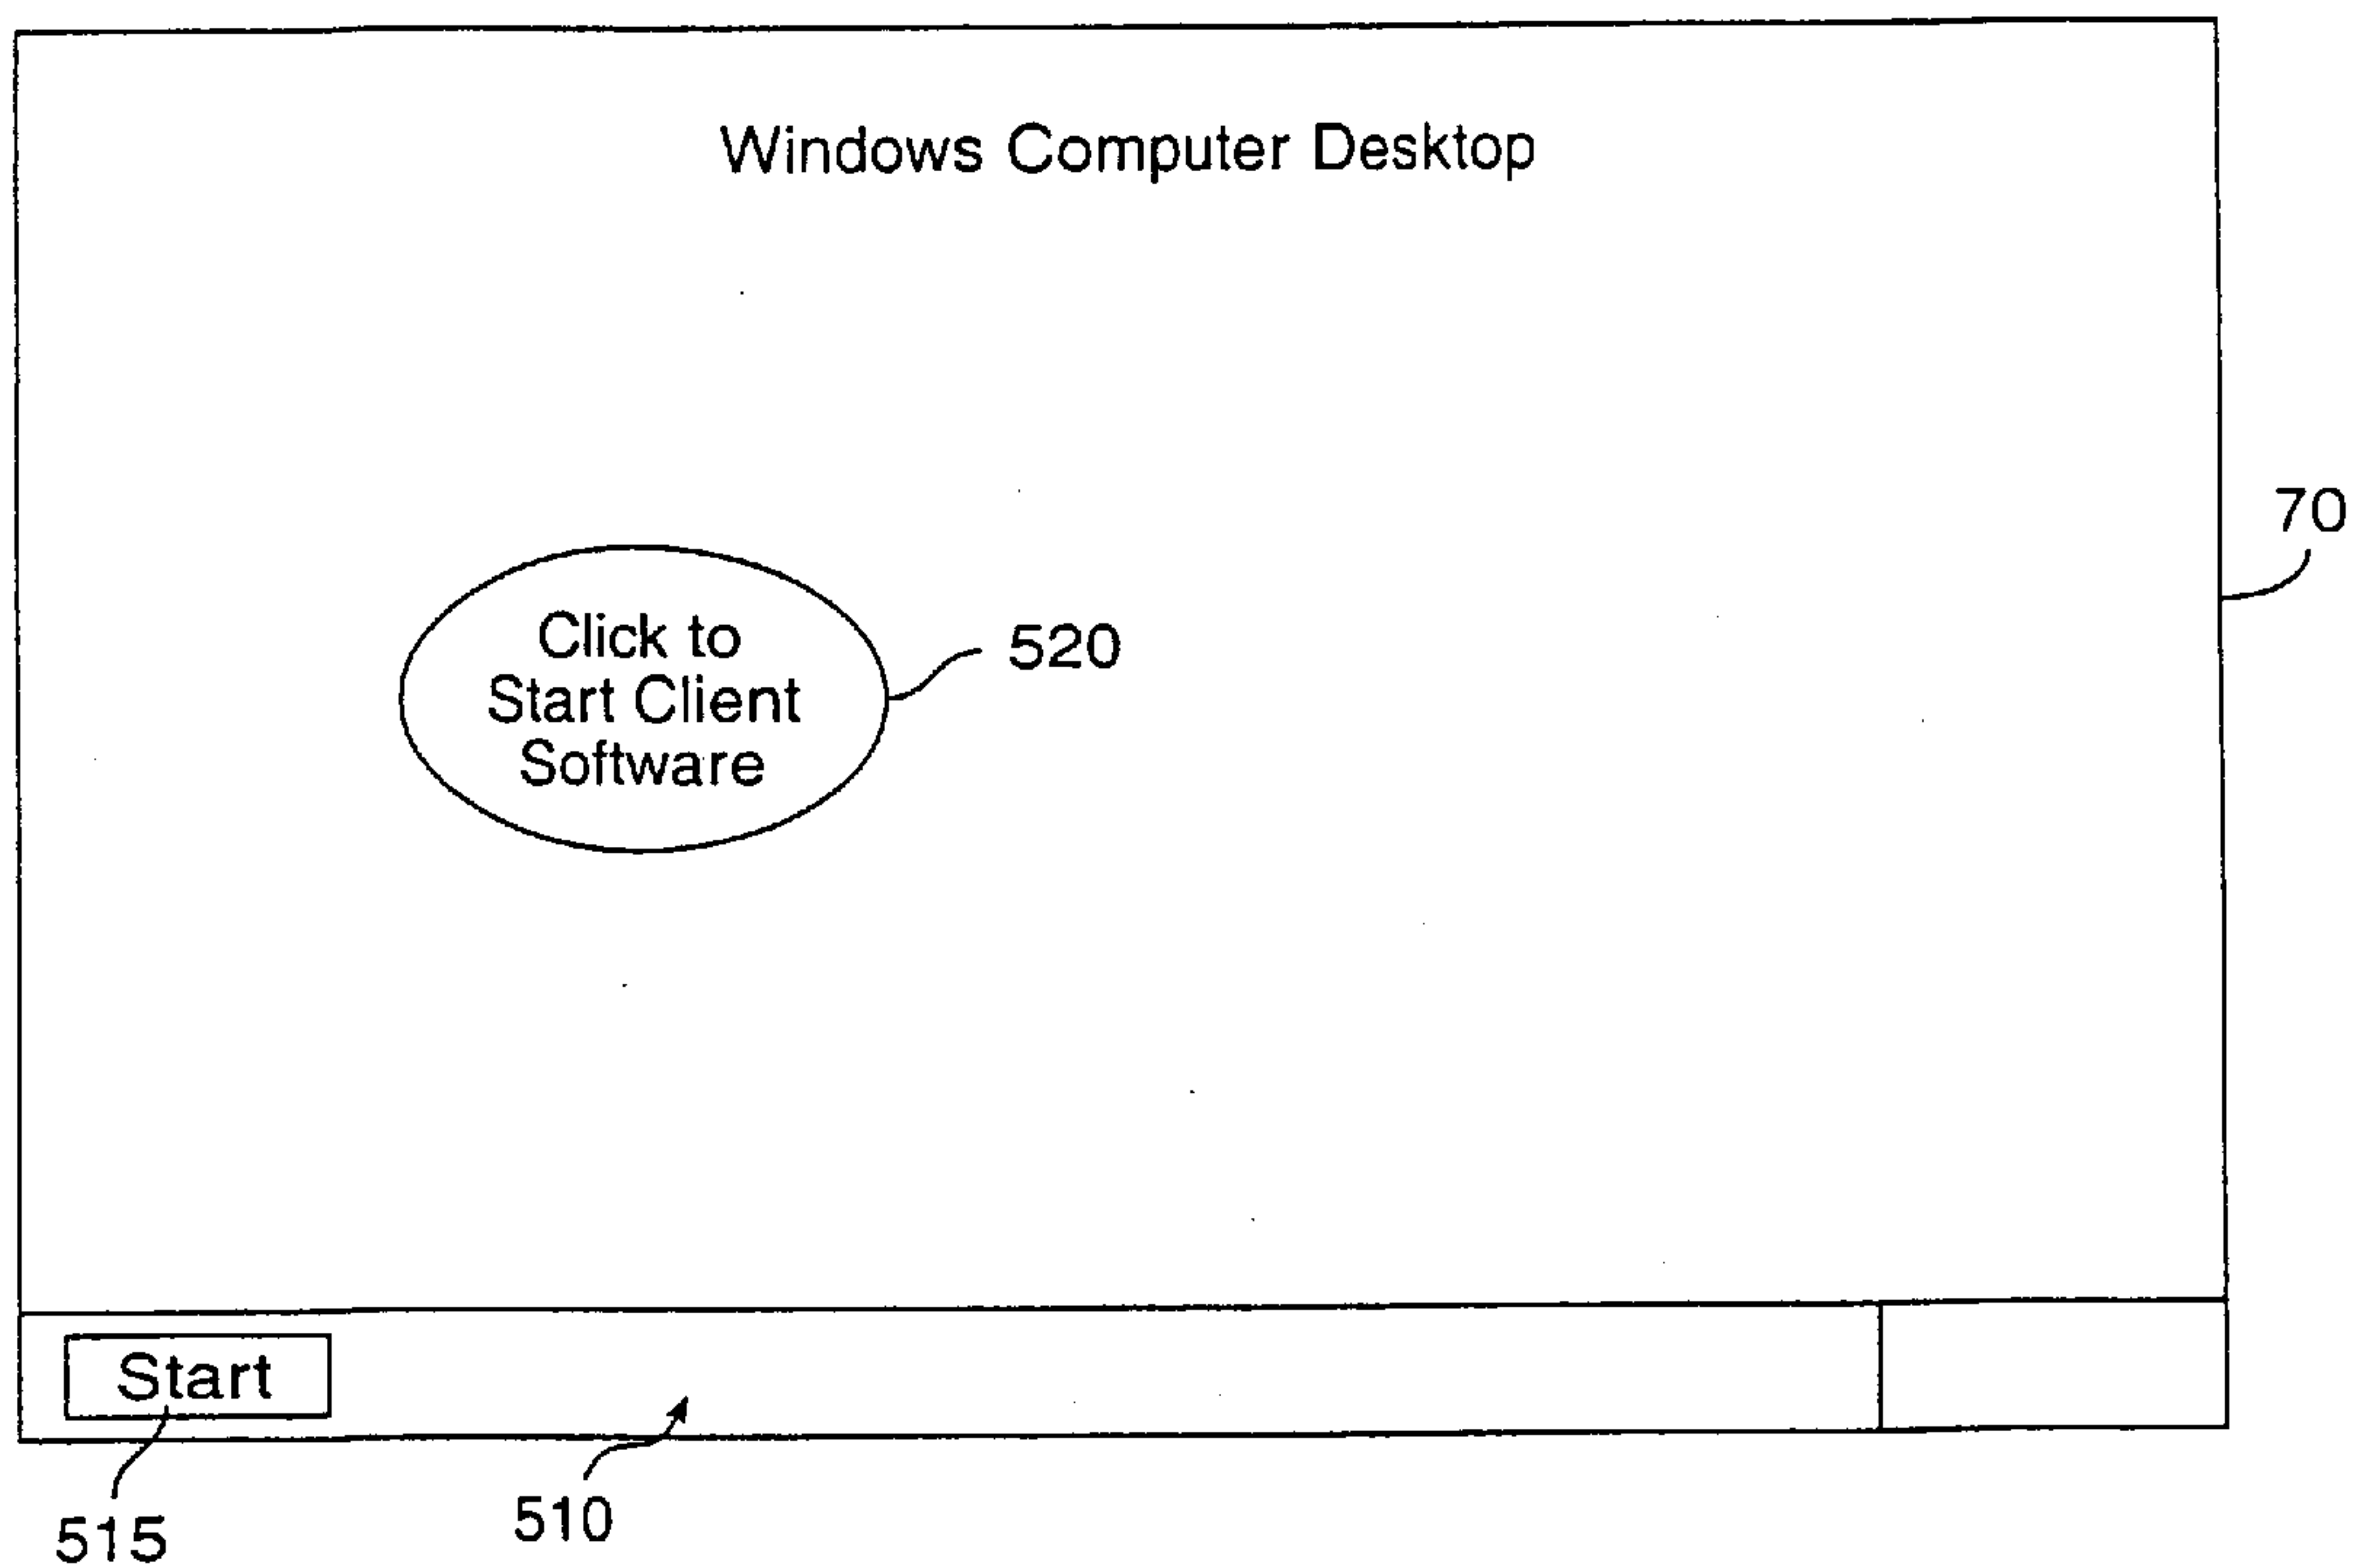 Windows Computer Desktop
70
Click to
Start Client
Software
520
Start
515
510